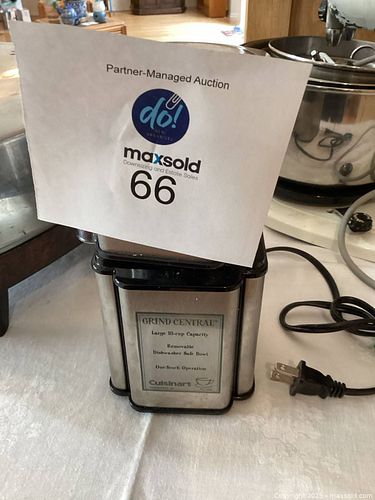 Partner-Managed Auction
do!
maxsold
Downsizing and Estate Sales
66
GRIND CENTRAL®
Large 18-cup Capacity
Removable
Dishwasher Safe Bowl
One-Touch Operation
Cuisinart
Copyright 2025 - maxsold.com